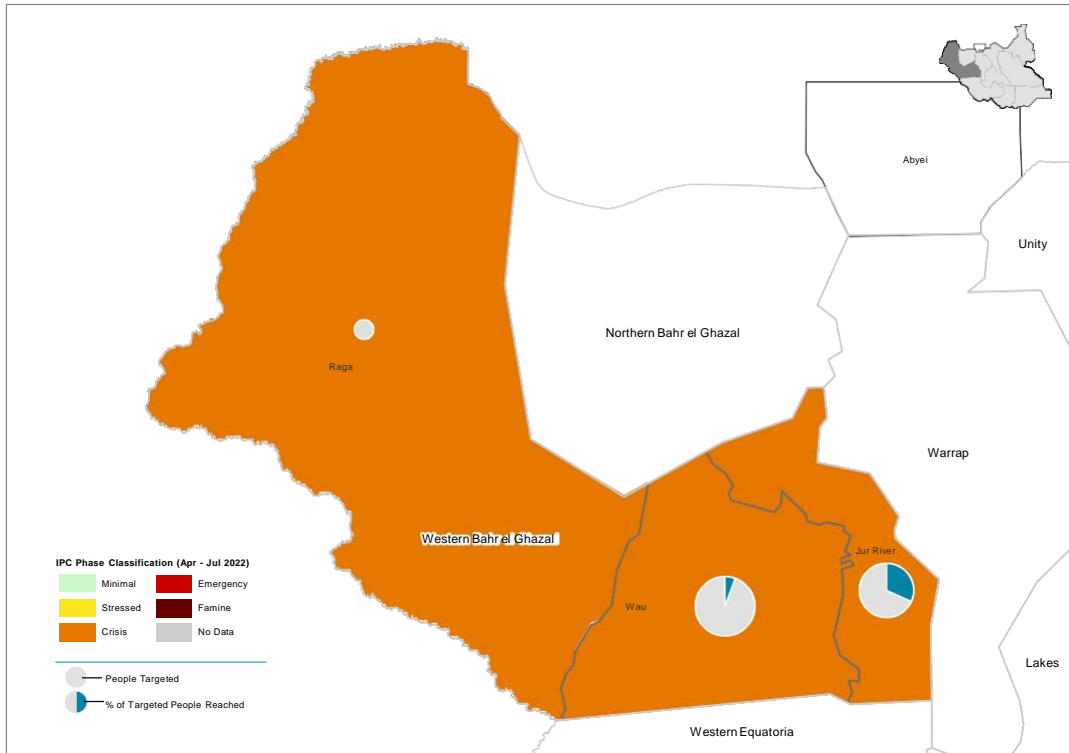 Abyei
Unity
Northern Bahr el Ghazal
Raga
Warrap
Western Bahr el Ghazal
Jur River
Wau
Lakes
Western Equatoria
IPC Phase Classification (Apr - Jul 2022)
Minimal
Emergency
Stressed
Famine
Crisis
No Data
People Targeted
% of Targeted People Reached